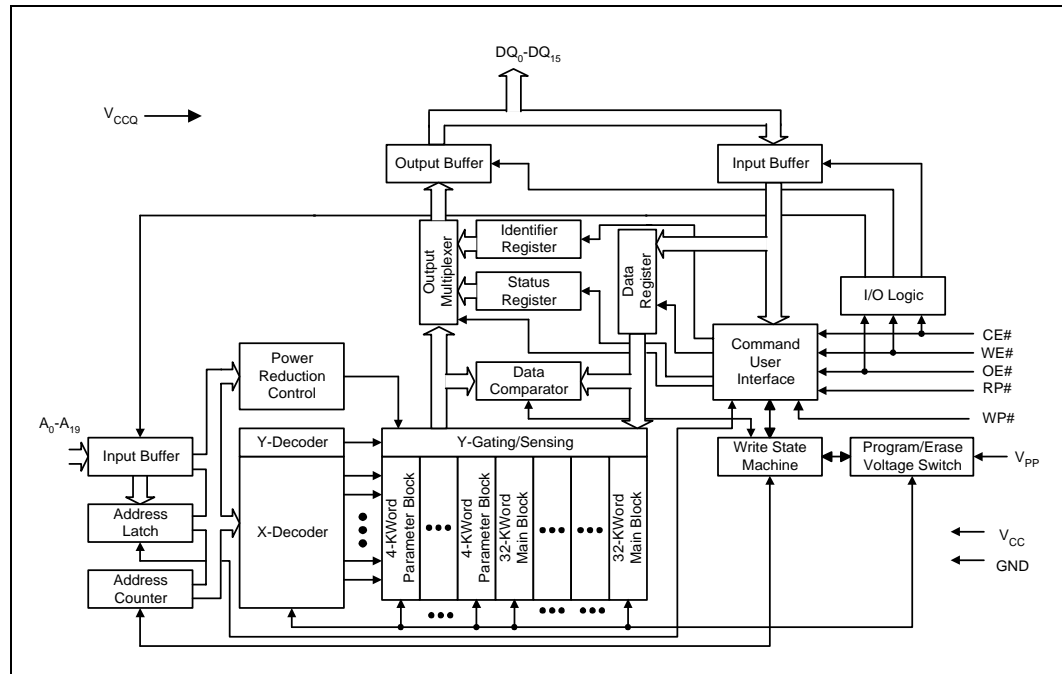 DQ0-DQ15
VCCQ
Output Buffer
Input Buffer
Output
Multiplexer
Identifier
Register
Status
Register
Data
Register
I/O Logic
CE#
WE#
OE#
RP#
WP#
Command
User
Interface
Power
Reduction
Control
Data
Comparator
A0-A19
Input Buffer
Y-Decoder
Y-Gating/Sensing
Write State
Machine
Program/Erase
Voltage Switch
VPP
Address
Latch
X-Decoder
4-KWord
Parameter Block
4-KWord
Parameter Block
32-KWord
Main Block
32-KWord
Main Block
VCC
GND
Address
Counter